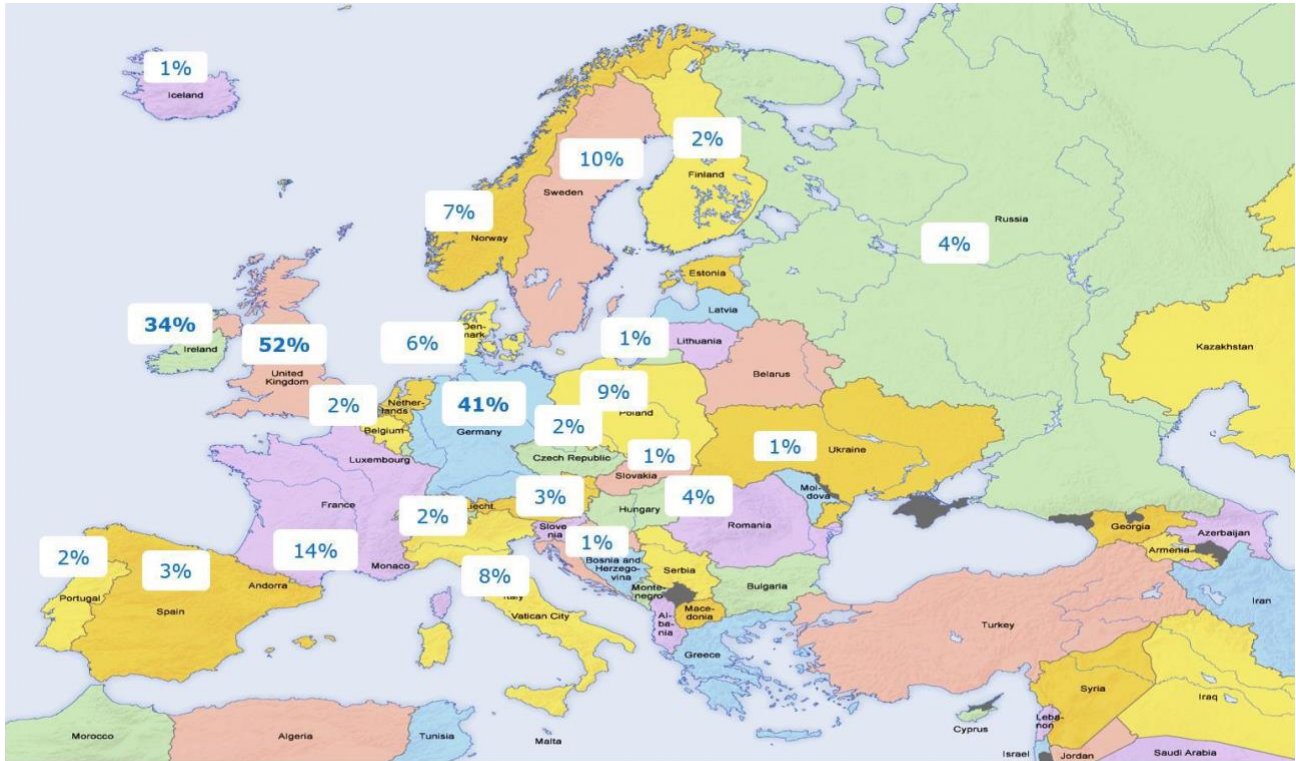 1%
Iceland
10%
2%
Sweden
Finland
7%
Norway
Russia
4%
Estonia
Latvia
34%
Ireland
52%
United
Kingdom
6%
Den-
mark
1%
Lithuania
Kazakhstan
Belarus
9%
Poland
2%
Nether-
lands
Belgium
41%
Germany
2%
Czech Republic
1%
Slovakia
1%
Ukraine
Luxembourg
Mol-
dova
France
2%
Liecht.
3%
Hungary
4%
Romania
Slove
nia
1%
Bosnia and
Herzego-
vina
Serbia
Georgia
Azerbaijan
Armenia
14%
Monaco
8%
Italy
Vatican City
Monte-
negro
Bulgaria
2%
Portugal
3%
Spain
Andorra
Al-
ba-
nia
Mace-
donia
Iran
Turkey
Greece
Syria
Iraq
Leba-
non
Cyprus
Morocco
Algeria
Tunisia
Malta
Israel
Jordan
Saudi Arabia